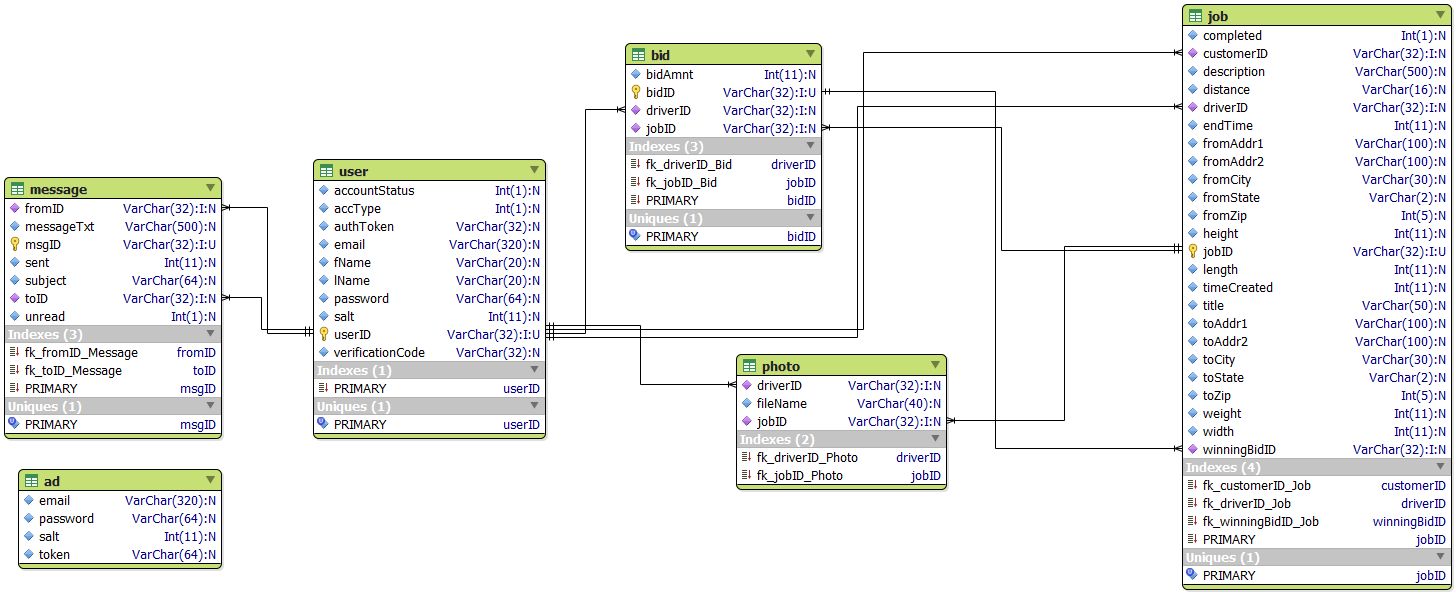 message
fromID VarChar(32):I:N
messageTxt VarChar(500):N
msgID VarChar(32):I:U
sent Int(11):N
subject VarChar(64):N
toID VarChar(32):I:N
unread Int(1):N
Indexes (3)
fk_fromID_Message fromID
fk_toID_Message toID
PRIMARY msgID
Uniques (1)
PRIMARY msgID
ad
email VarChar(320):N
password VarChar(64):N
salt Int(11):N
token VarChar(64):N
user
accountStatus Int(1):N
accType Int(1):N
authToken VarChar(32):N
email VarChar(320):N
fName VarChar(20):N
lName VarChar(20):N
password VarChar(64):N
salt Int(11):N
userID VarChar(32):I:U
verificationCode VarChar(32):N
Indexes (1)
PRIMARY userID
Uniques (1)
PRIMARY userID
bid
bidAmnt Int(11):N
bidID VarChar(32):I:U
driverID VarChar(32):I:N
jobID VarChar(32):I:N
Indexes (3)
fk_driverID_Bid driverID
fk_jobID_Bid jobID
PRIMARY bidID
Uniques (1)
PRIMARY bidID
photo
driverID VarChar(32):I:N
fileName VarChar(40):N
jobID VarChar(32):I:N
Indexes (2)
fk_driverID_Photo driverID
fk_jobID_Photo jobID
job
completed Int(1):N
customerID VarChar(32):I:N
description VarChar(500):N
distance VarChar(16):N
driverID VarChar(32):I:N
endTime Int(11):N
fromAddr1 VarChar(100):N
fromAddr2 VarChar(100):N
fromCity VarChar(30):N
fromState VarChar(2):N
fromZip Int(5):N
height Int(11):N
jobID VarChar(32):I:U
length Int(11):N
timeCreated Int(11):N
title VarChar(50):N
toAddr1 VarChar(100):N
toAddr2 VarChar(100):N
toCity VarChar(30):N
toState VarChar(2):N
toZip Int(5):N
weight Int(11):N
width Int(11):N
winningBidID VarChar(32):I:N
Indexes (4)
fk_customerID_Job customerID
fk_driverID_Job driverID
fk_winningBidID_Job winningBidID
PRIMARY jobID
Uniques (1)
PRIMARY jobID